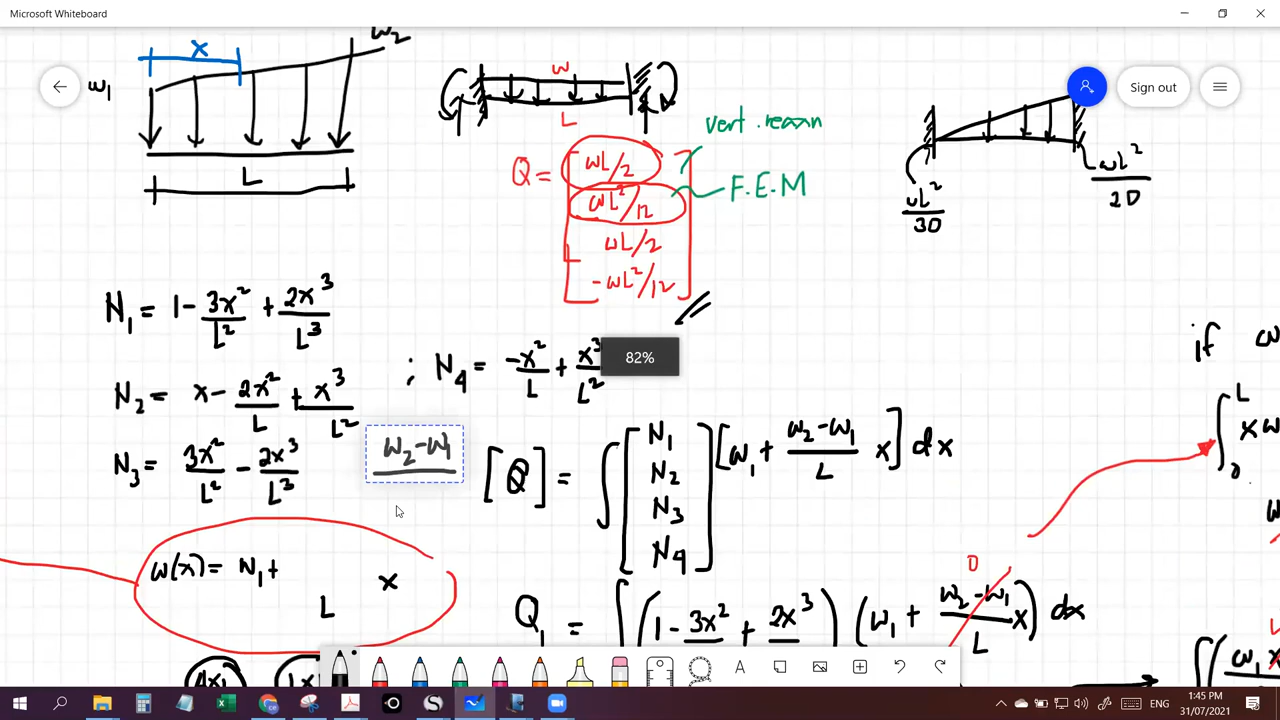 Microsoft Whiteboard
x
w₂
w₁
L
w
L
vert. reaxn
Q = [ wL/2
wL²/12
wL/2
-wL²/12 ]
F.E.M
Sign out
wL²/30
wL²/20
N₁ = 1 - 3x²/L² + 2x³/L³
N₂ = x - 2x²/L + x³/L²
; N₄ = -x²/L + x³/L²
82%
N₃ = 3x²/L² - 2x³/L³
w₂-w₁
[Q] = ∫ [ N₁
N₂
N₃
N₄ ] [w₁ + w₂-w₁/L x] dx
if
∫₀ᴸ x
w(x) = N₁ + L x
0
Q₁ = ∫ (1 - 3x² + 2x³) (w₁ + w₂-w₁/L x) dx
ENG
1:45 PM
31/07/2021